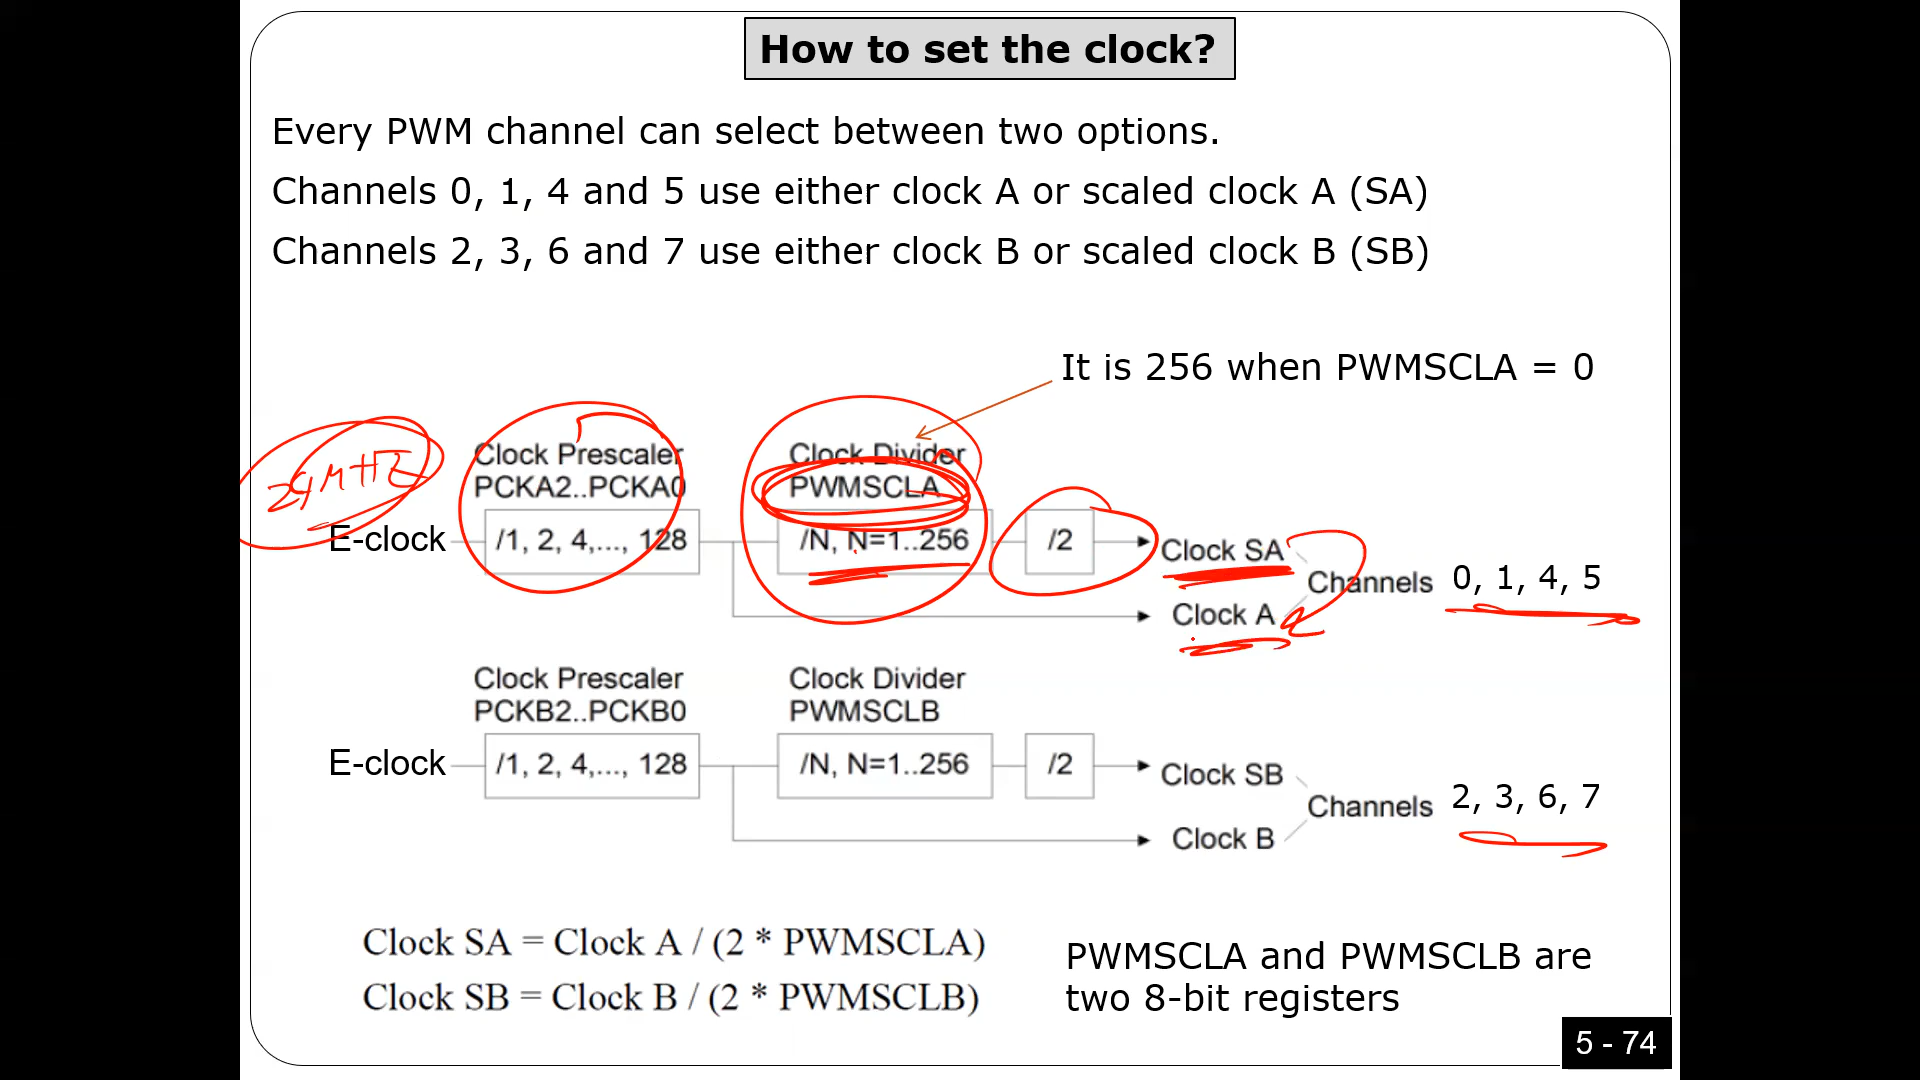 How to set the clock?
Every PWM channel can select between two options.
Channels 0, 1, 4 and 5 use either clock A or scaled clock A (SA)
Channels 2, 3, 6 and 7 use either clock B or scaled clock B (SB)
It is 256 when PWMSCLA = 0
24MHZ
Clock Prescaler
PCKA2..PCKA0
Clock Divider
PWMSCLA
E-clock
/1, 2, 4,..., 128
/N, N=1..256
/2
Clock SA
Clock A
Channels 0, 1, 4, 5
Clock Prescaler
PCKB2..PCKB0
Clock Divider
PWMSCLB
E-clock
/1, 2, 4,..., 128
/N, N=1..256
/2
Clock SB
Clock B
Channels 2, 3, 6, 7
Clock SA = Clock A / (2 * PWMSCLA)
Clock SB = Clock B / (2 * PWMSCLB)
PWMSCLA and PWMSCLB are
two 8-bit registers
5 - 74